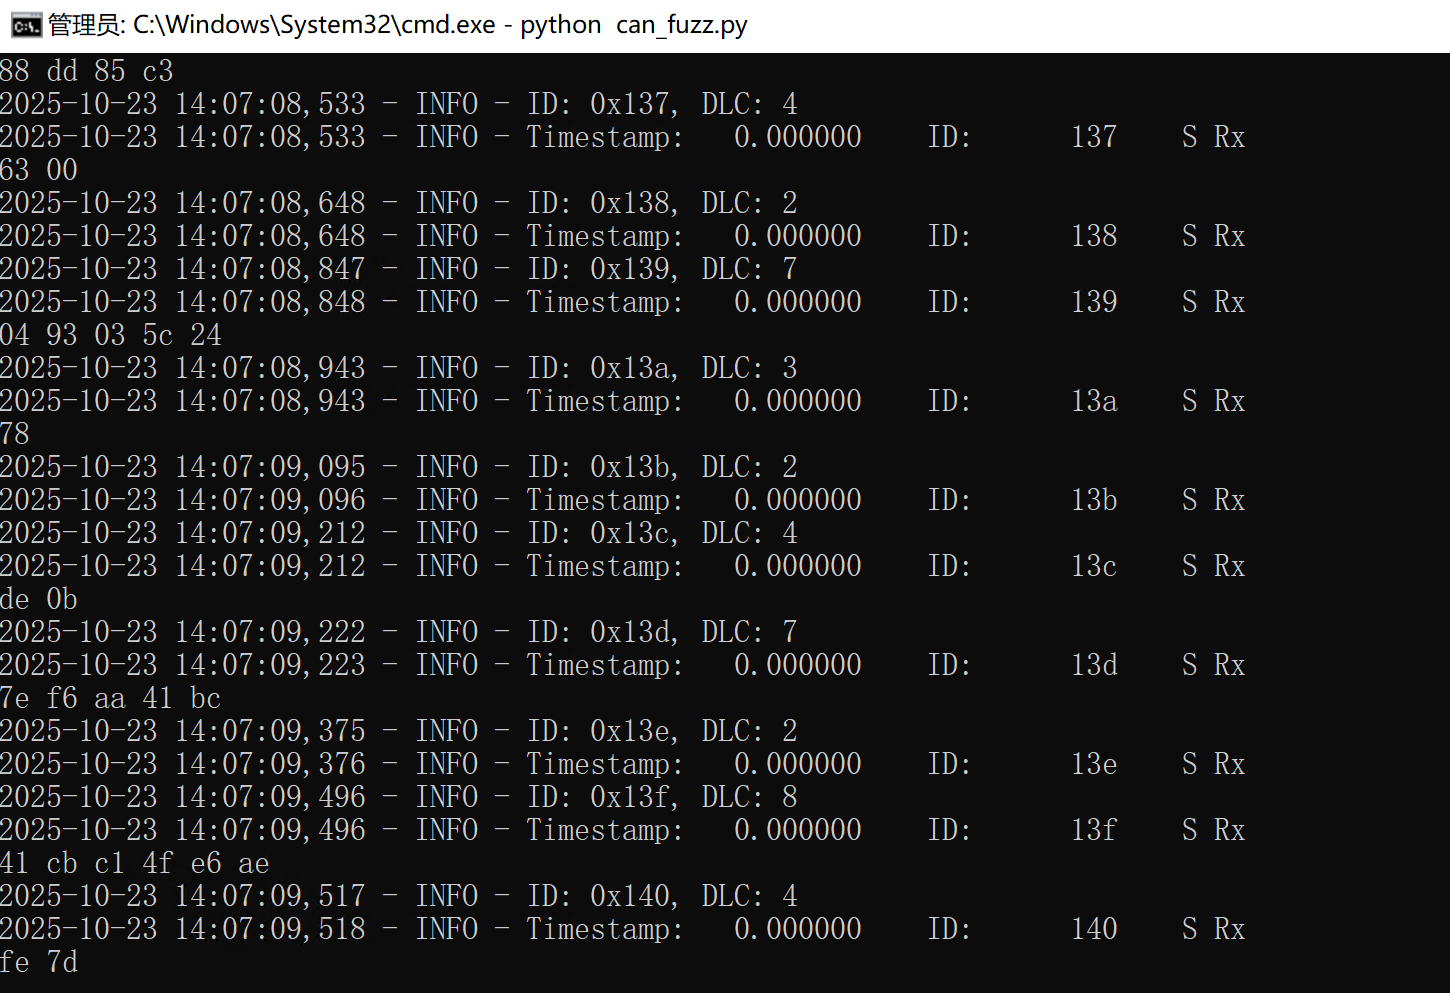 管理员: C:\Windows\System32\cmd.exe - python  can_fuzz.py
88 dd 85 c3
2025-10-23 14:07:08,533 - INFO - ID: 0x137, DLC: 4
2025-10-23 14:07:08,533 - INFO - Timestamp:   0.000000    ID:      137    S Rx
63 00
2025-10-23 14:07:08,648 - INFO - ID: 0x138, DLC: 2
2025-10-23 14:07:08,648 - INFO - Timestamp:   0.000000    ID:      138    S Rx
2025-10-23 14:07:08,847 - INFO - ID: 0x139, DLC: 7
2025-10-23 14:07:08,848 - INFO - Timestamp:   0.000000    ID:      139    S Rx
04 93 03 5c 24
2025-10-23 14:07:08,943 - INFO - ID: 0x13a, DLC: 3
2025-10-23 14:07:08,943 - INFO - Timestamp:   0.000000    ID:      13a    S Rx
78
2025-10-23 14:07:09,095 - INFO - ID: 0x13b, DLC: 2
2025-10-23 14:07:09,096 - INFO - Timestamp:   0.000000    ID:      13b    S Rx
2025-10-23 14:07:09,212 - INFO - ID: 0x13c, DLC: 4
2025-10-23 14:07:09,212 - INFO - Timestamp:   0.000000    ID:      13c    S Rx
de 0b
2025-10-23 14:07:09,222 - INFO - ID: 0x13d, DLC: 7
2025-10-23 14:07:09,223 - INFO - Timestamp:   0.000000    ID:      13d    S Rx
7e f6 aa 41 bc
2025-10-23 14:07:09,375 - INFO - ID: 0x13e, DLC: 2
2025-10-23 14:07:09,376 - INFO - Timestamp:   0.000000    ID:      13e    S Rx
2025-10-23 14:07:09,496 - INFO - ID: 0x13f, DLC: 8
2025-10-23 14:07:09,496 - INFO - Timestamp:   0.000000    ID:      13f    S Rx
41 cb c1 4f e6 ae
2025-10-23 14:07:09,517 - INFO - ID: 0x140, DLC: 4
2025-10-23 14:07:09,518 - INFO - Timestamp:   0.000000    ID:      140    S Rx
fe 7d